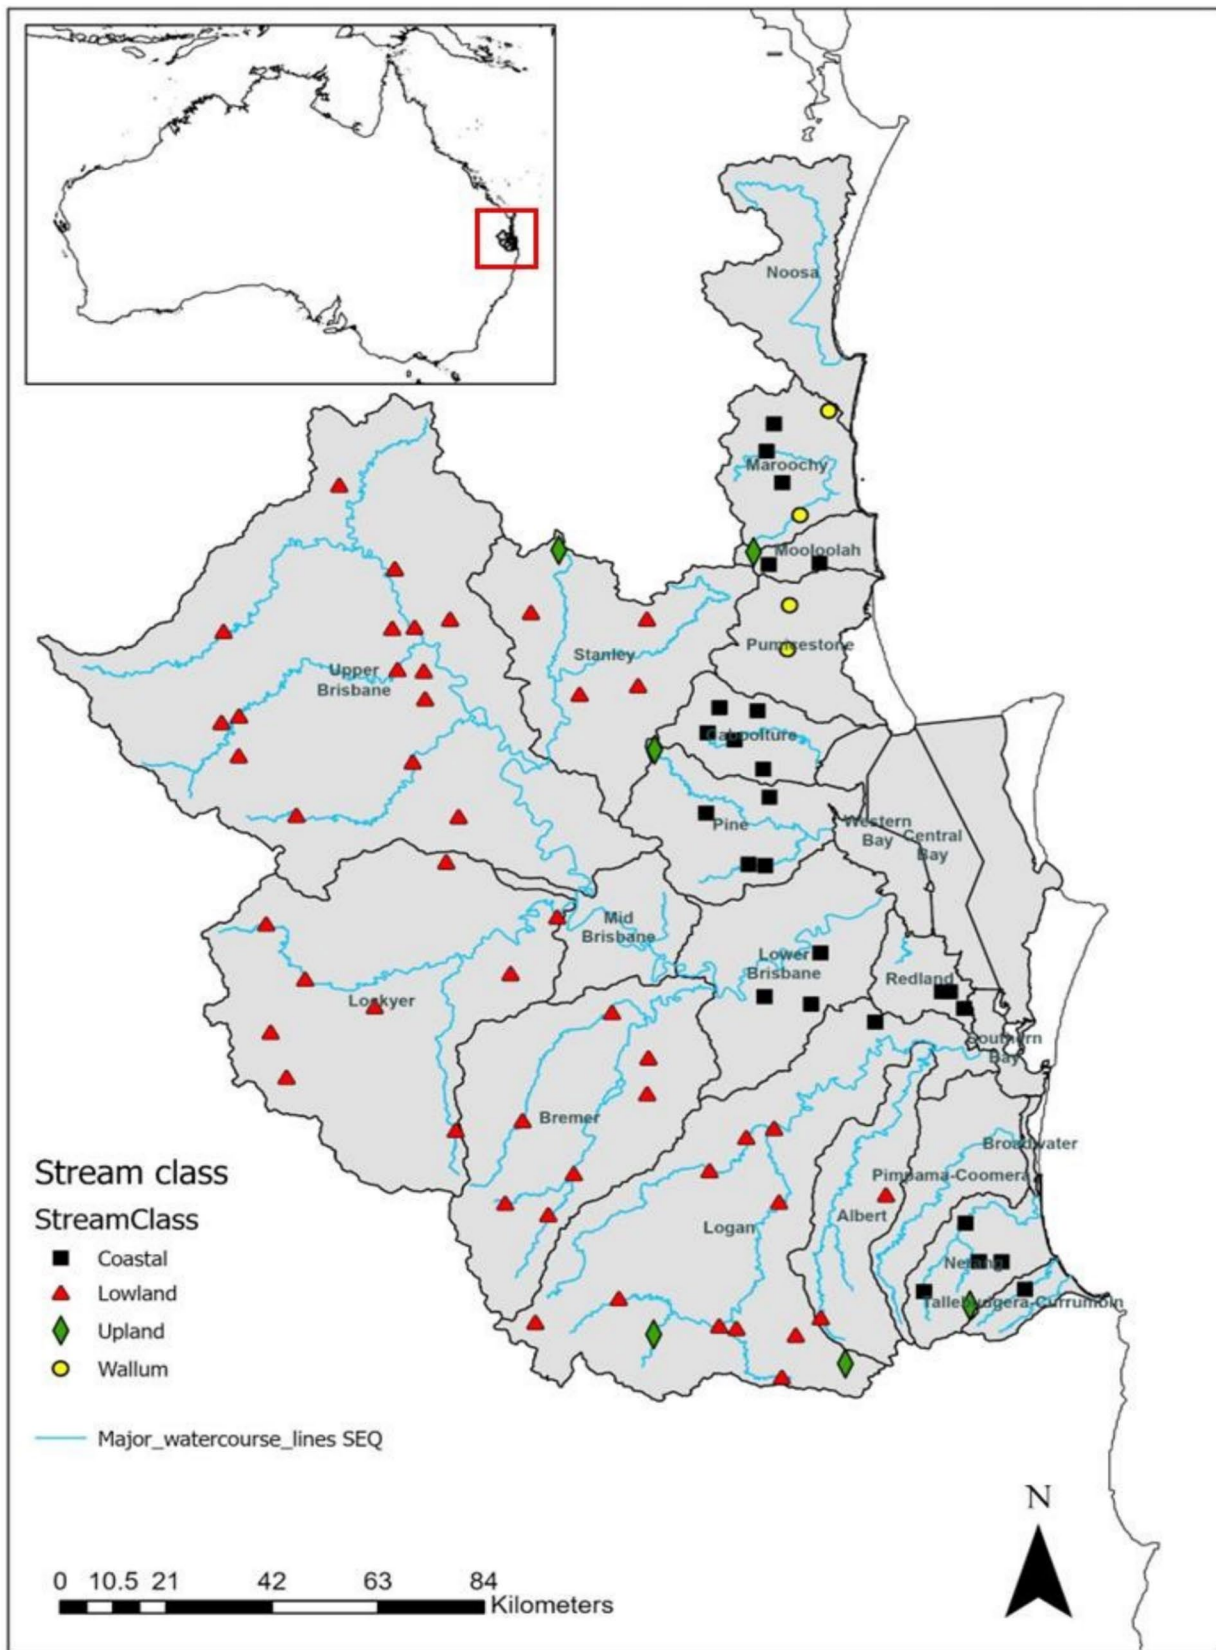 Noosa
Maroochy
Mooloolah
Pumicestone
Stanley
Upper
Brisbane
Caboolture
Pine
Western
Bay
Central
Bay
Mid
Brisbane
Lower
Brisbane
Redland
Lockyer
Southern
Bay
Bremer
Broadwater
Pimpama-Coomera
Albert
Logan
Nerang
Tallebudgera-Currumbin
Stream class
StreamClass
Coastal
Lowland
Upland
Wallum
Major_watercourse_lines SEQ
N
0 10.5 21 42 63 84
Kilometers